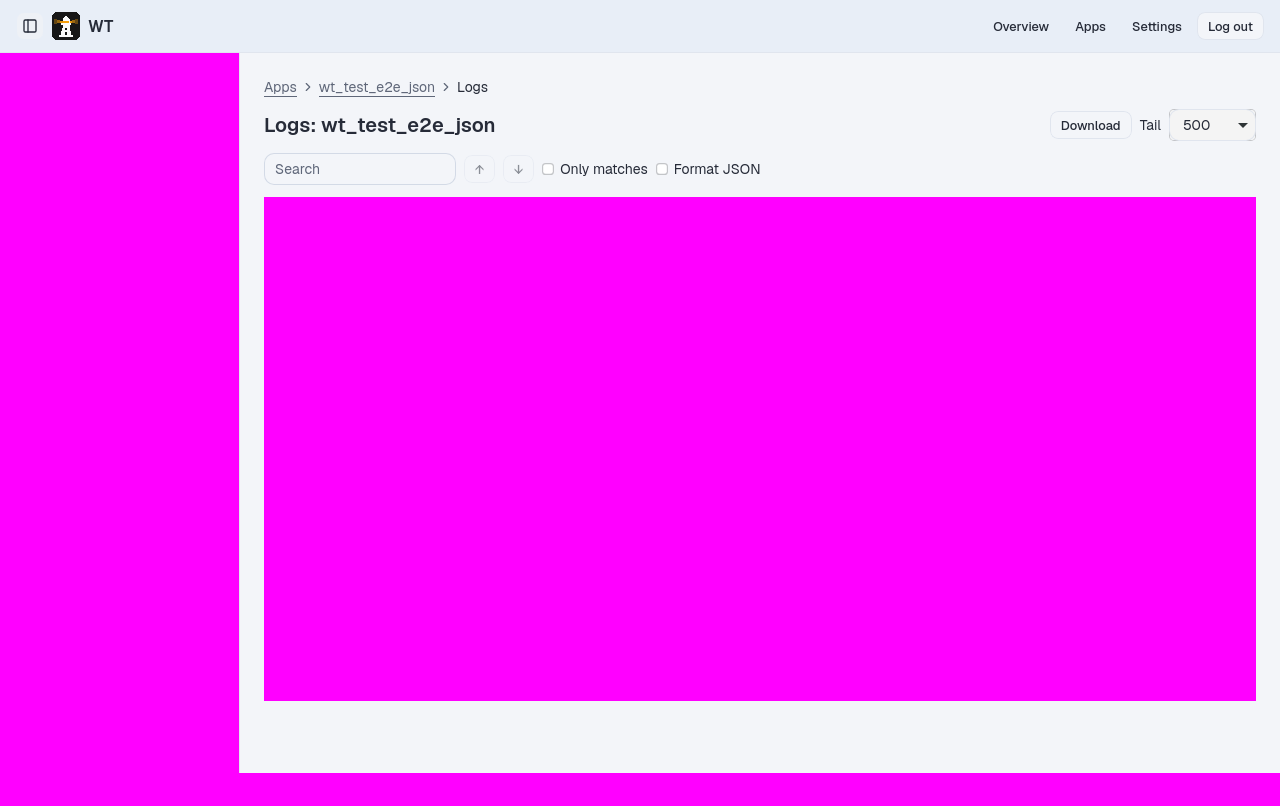 WT
Overview Apps Settings Log out
Apps > wt_test_e2e_json > Logs
Logs: wt_test_e2e_json
Download Tail 500
Search ↑ ↓ Only matches Format JSON